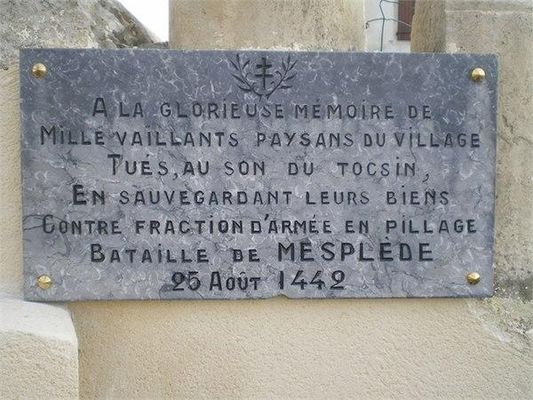 A LA GLORIEUSE MÉMOIRE DE
MILLE VAILLANTS PAYSANS DU VILLAGE
TUÉS, AU SON DU TOCSIN,
EN SAUVEGARDANT LEURS BIENS
CONTRE FRACTION D'ARMÉE EN PILLAGE
BATAILLE DE MESPLÈDE
25 AOÛT 1442